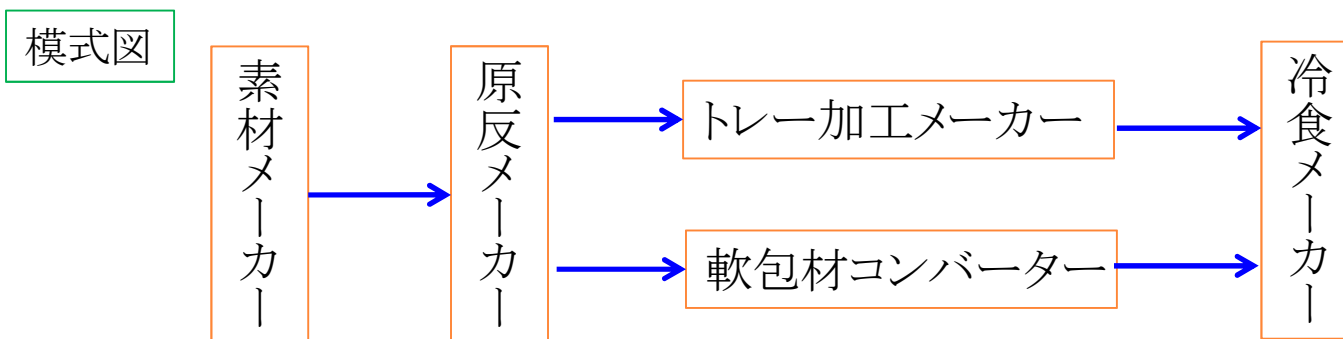 模式図
素材メーカー
原反メーカー
トレー加工メーカー
軟包材コンバーター
冷食メーカー